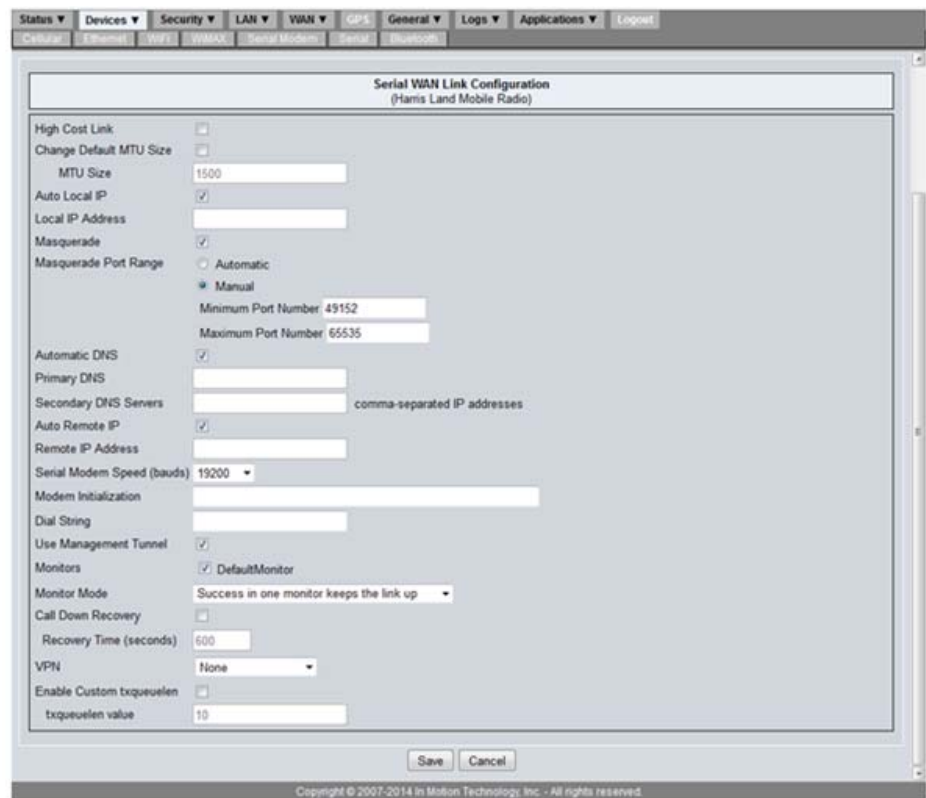 Status ▼ Devices ▼ Security ▼ LAN ▼ WAN ▼ GPS General ▼ Logs ▼ Applications ▼ Logout
Cellular Ethernet WiFi WiMAX Serial Modem Serial Bluetooth
Serial WAN Link Configuration
(Harris Land Mobile Radio)
High Cost Link
Change Default MTU Size
MTU Size 1500
Auto Local IP
Local IP Address
Masquerade
Masquerade Port Range Automatic
Manual
Minimum Port Number 49152
Maximum Port Number 65535
Automatic DNS
Primary DNS
Secondary DNS Servers comma-separated IP addresses
Auto Remote IP
Remote IP Address
Serial Modem Speed (bauds) 19200
Modem Initialization
Dial String
Use Management Tunnel
Monitors DefaultMonitor
Monitor Mode Success in one monitor keeps the link up
Call Down Recovery
Recovery Time (seconds) 600
VPN None
Enable Custom txqueuelen
txqueuelen value 10
Save Cancel
Copyright © 2007-2014 In Motion Technology, Inc. - All rights reserved.